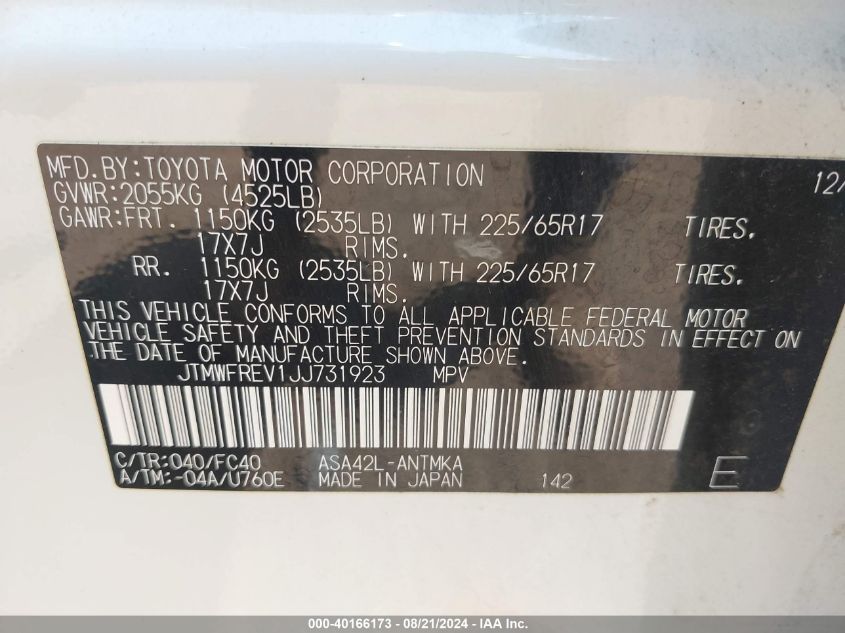 MFD.BY:TOYOTA MOTOR CORPORATION 12/
GVWR:2055KG (4525LB)
GAWR:FRT. 1150KG (2535LB) WITH 225/65R17 TIRES.
17X7J RIMS.
RR. 1150KG (2535LB) WITH 225/65R17 TIRES.
17X7J RIMS.
THIS VEHICLE CONFORMS TO ALL APPLICABLE FEDERAL MOTOR
VEHICLE SAFETY AND THEFT PREVENTION STANDARDS IN EFFECT ON
THE DATE OF MANUFACTURE SHOWN ABOVE.
JTMWFREV1JJ731923 MPV
C/TR:040/FC40 ASA42L-ANTMKA
A/TM:-04A/U760E MADE IN JAPAN 142 E
000-40166173 - 08/21/2024 - IAA Inc.